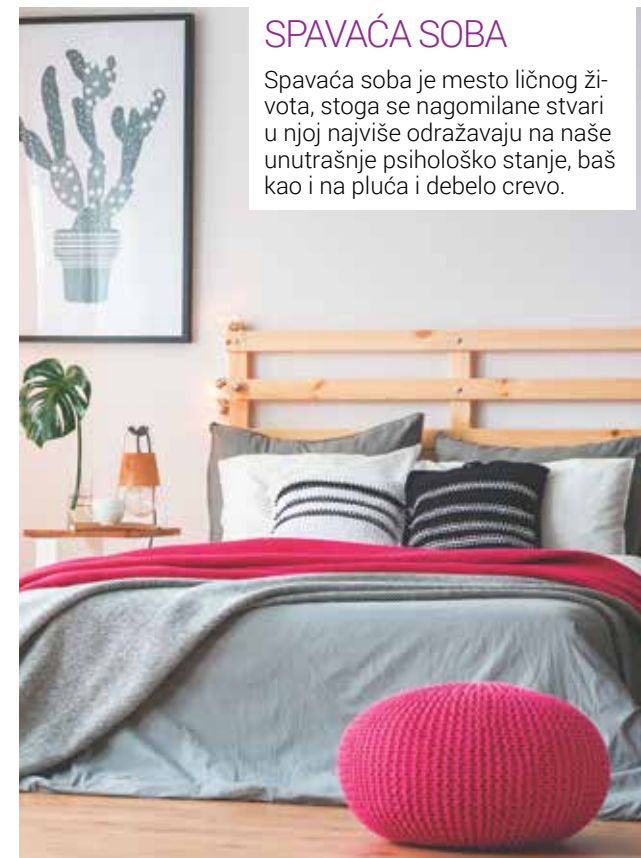 SPAVAĆA SOBA
Spavaća soba je mesto ličnog ži-
vota, stoga se nagomilane stvari
u njoj najviše odražavaju na naše
unutrašnje psihološko stanje, baš
kao i na pluća i debelo crevo.